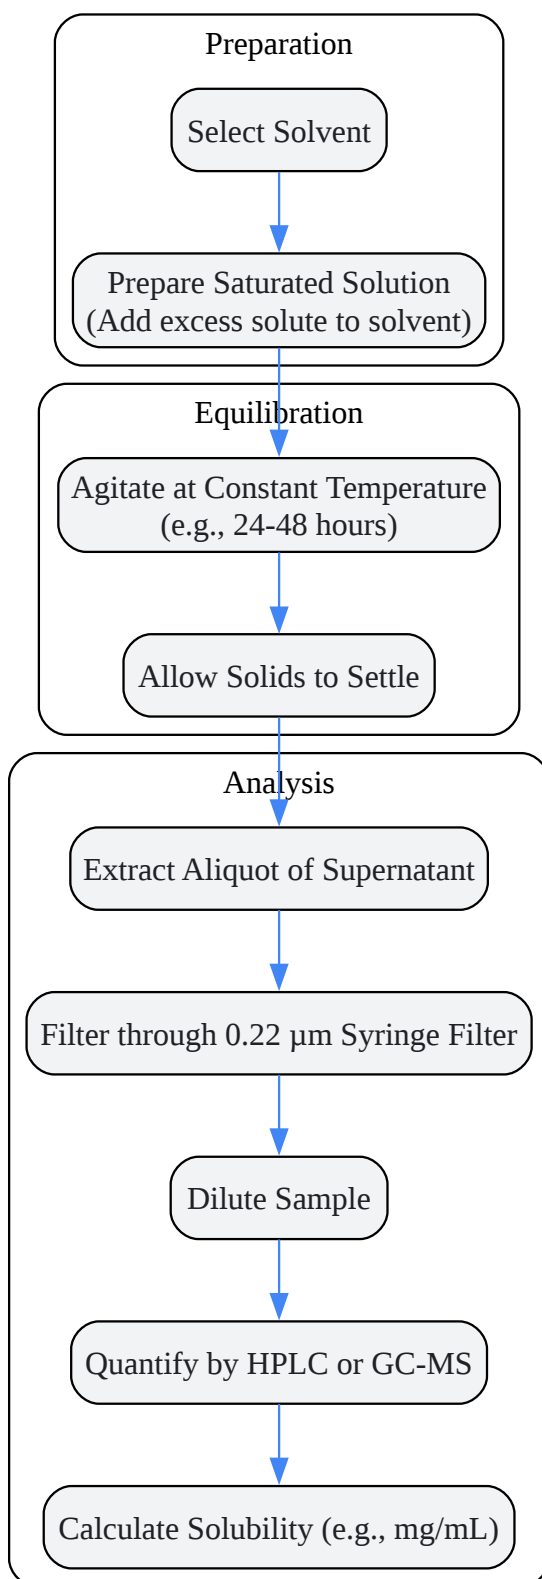 Preparation
Select Solvent
Prepare Saturated Solution
(Add excess solute to solvent)
Equilibration
Agitate at Constant Temperature
(e.g., 24-48 hours)
Allow Solids to Settle
Analysis
Extract Aliquot of Supernatant
Filter through 0.22 µm Syringe Filter
Dilute Sample
Quantify by HPLC or GC-MS
Calculate Solubility (e.g., mg/mL)